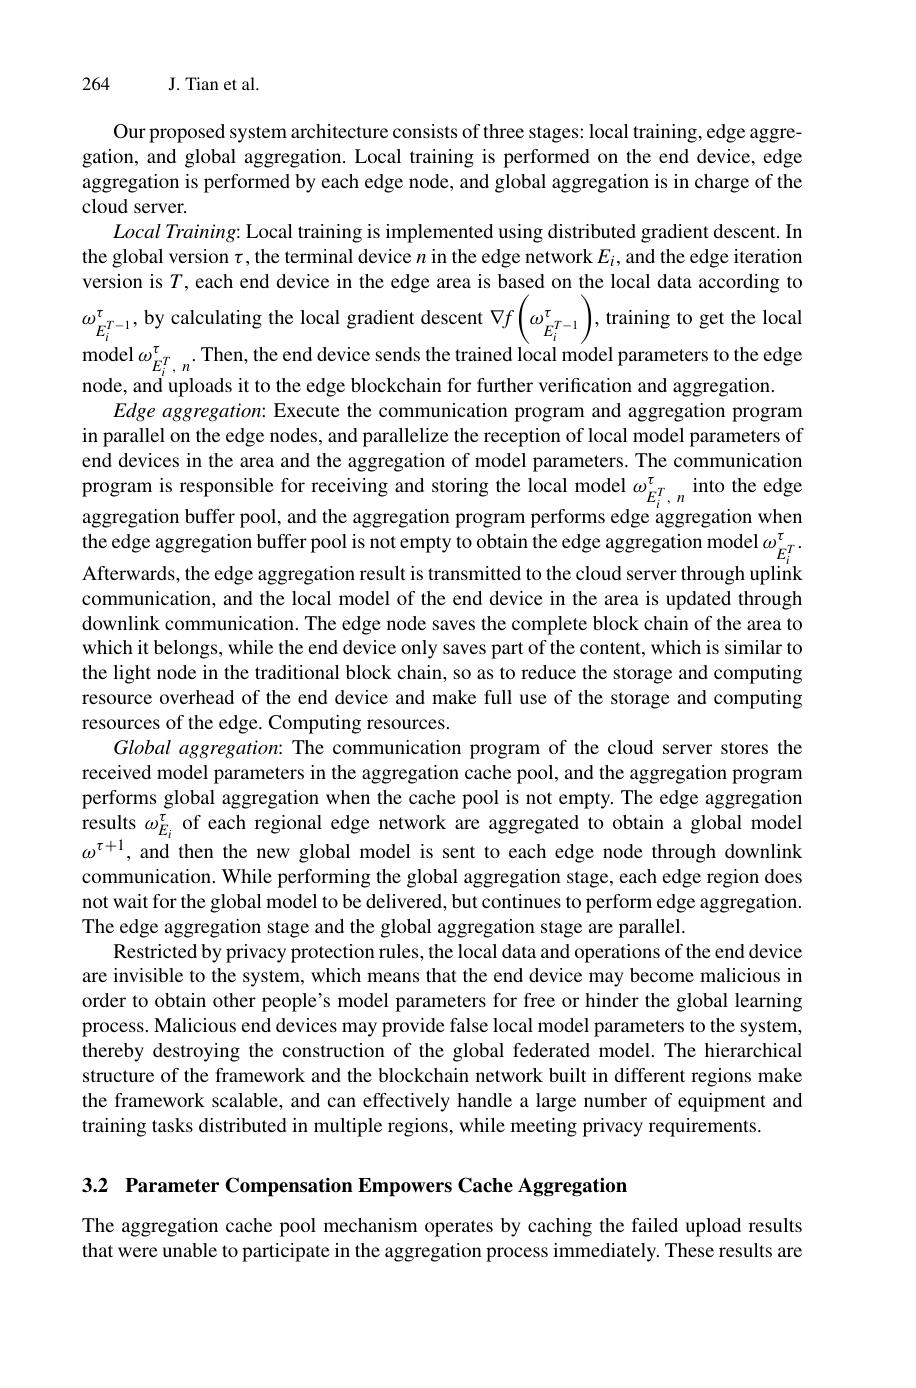 264 J. Tian et al.
Our proposed system architecture consists of three stages: local training, edge aggre-
gation, and global aggregation. Local training is performed on the end device, edge
aggregation is performed by each edge node, and global aggregation is in charge of the
cloud server.
Local Training: Local training is implemented using distributed gradient descent. In
the global version τ, the terminal device n in the edge network E_i, and the edge iteration
version is T, each end device in the edge area is based on the local data according to
ω^τ_{E_i^{T−1}}, by calculating the local gradient descent ∇f(ω^τ_{E_i^{T−1}}), training to get the local
model ω^τ_{E_i^T, n}. Then, the end device sends the trained local model parameters to the edge
node, and uploads it to the edge blockchain for further verification and aggregation.
Edge aggregation: Execute the communication program and aggregation program
in parallel on the edge nodes, and parallelize the reception of local model parameters of
end devices in the area and the aggregation of model parameters. The communication
program is responsible for receiving and storing the local model ω^τ_{E_i^T, n} into the edge
aggregation buffer pool, and the aggregation program performs edge aggregation when
the edge aggregation buffer pool is not empty to obtain the edge aggregation model ω^τ_{E_i^T}.
Afterwards, the edge aggregation result is transmitted to the cloud server through uplink
communication, and the local model of the end device in the area is updated through
downlink communication. The edge node saves the complete block chain of the area to
which it belongs, while the end device only saves part of the content, which is similar to
the light node in the traditional block chain, so as to reduce the storage and computing
resource overhead of the end device and make full use of the storage and computing
resources of the edge. Computing resources.
Global aggregation: The communication program of the cloud server stores the
received model parameters in the aggregation cache pool, and the aggregation program
performs global aggregation when the cache pool is not empty. The edge aggregation
results ω^τ_{E_i} of each regional edge network are aggregated to obtain a global model
ω^{τ+1}, and then the new global model is sent to each edge node through downlink
communication. While performing the global aggregation stage, each edge region does
not wait for the global model to be delivered, but continues to perform edge aggregation.
The edge aggregation stage and the global aggregation stage are parallel.
Restricted by privacy protection rules, the local data and operations of the end device
are invisible to the system, which means that the end device may become malicious in
order to obtain other people’s model parameters for free or hinder the global learning
process. Malicious end devices may provide false local model parameters to the system,
thereby destroying the construction of the global federated model. The hierarchical
structure of the framework and the blockchain network built in different regions make
the framework scalable, and can effectively handle a large number of equipment and
training tasks distributed in multiple regions, while meeting privacy requirements.
3.2 Parameter Compensation Empowers Cache Aggregation
The aggregation cache pool mechanism operates by caching the failed upload results
that were unable to participate in the aggregation process immediately. These results are